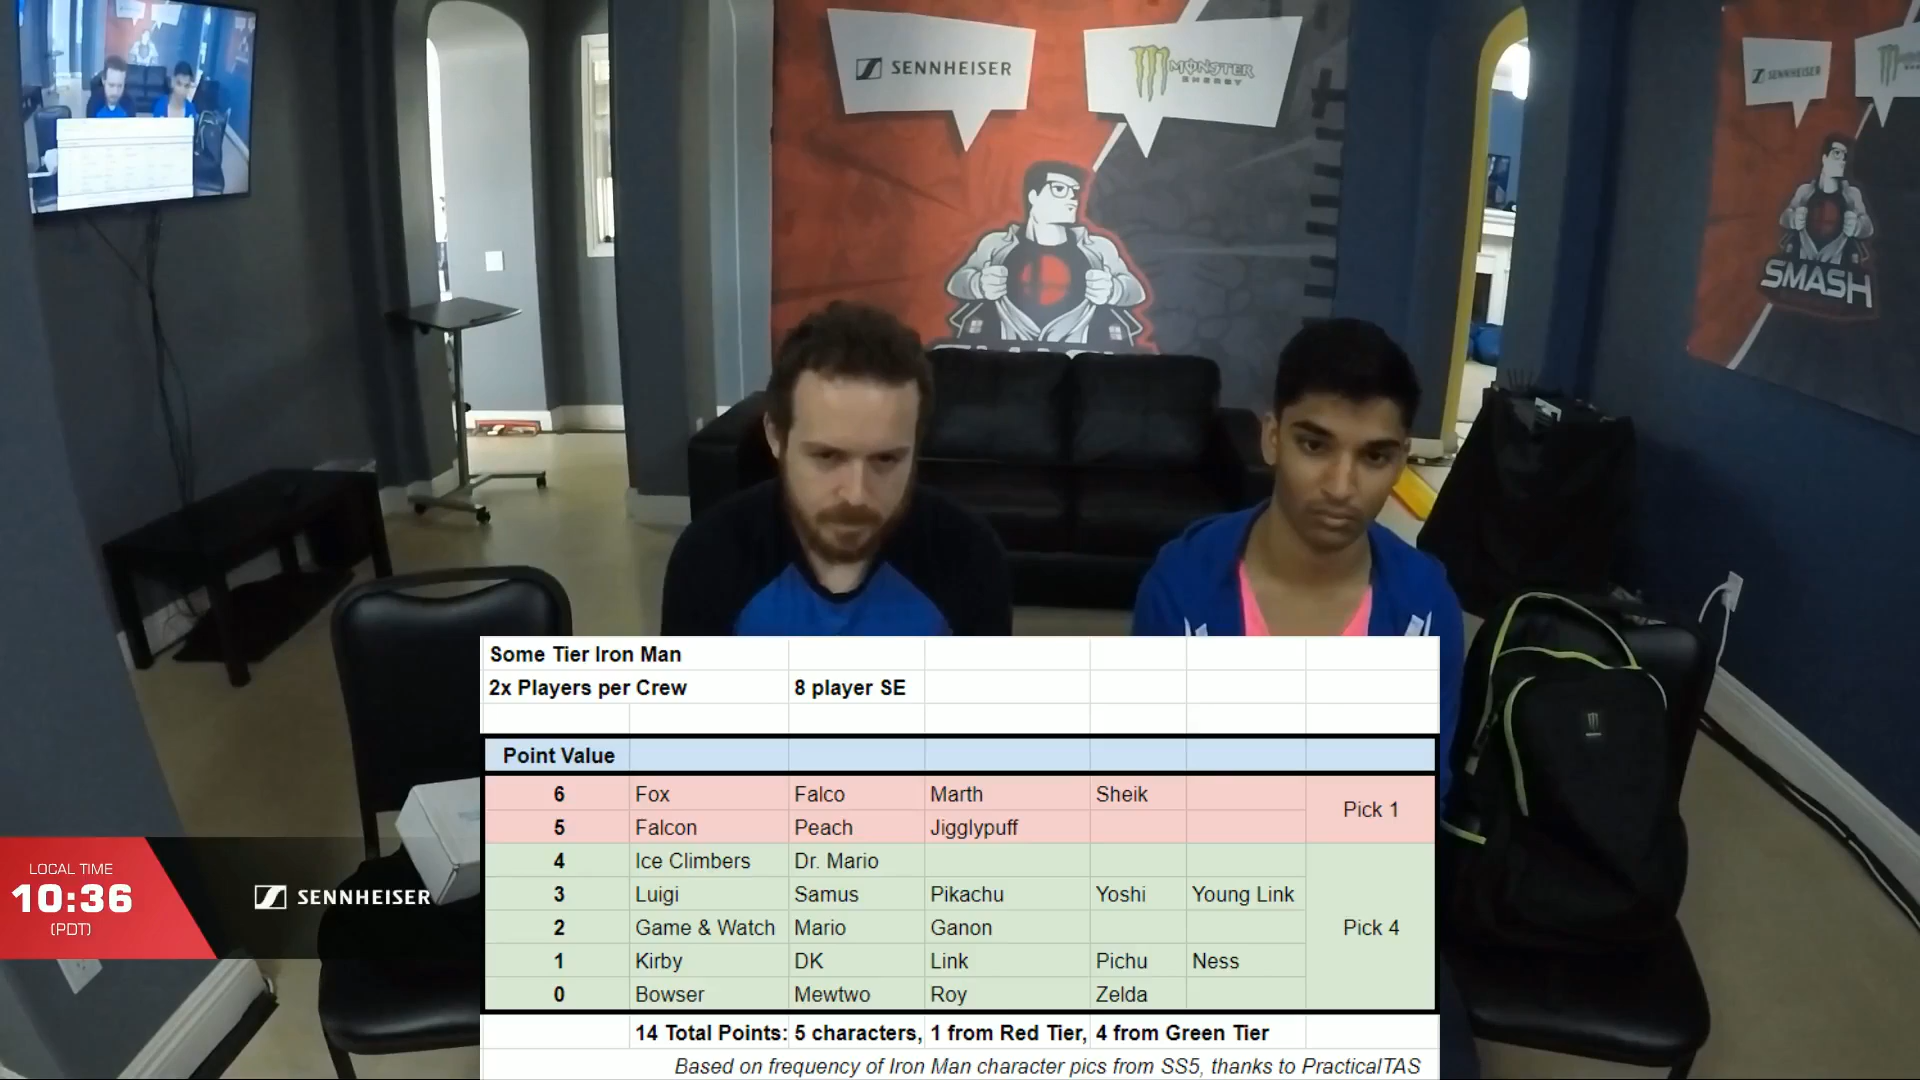 SENNHEISER
MONSTER
ENERGY
SENNHEISER
SMASH
Some Tier Iron Man
2x Players per Crew 8 player SE
Point Value
6 Fox Falco Marth Sheik
Pick 1
5 Falcon Peach Jigglypuff
4 Ice Climbers Dr. Mario
3 Luigi Samus Pikachu Yoshi Young Link
2 Game & Watch Mario Ganon Pick 4
1 Kirby DK Link Pichu Ness
0 Bowser Mewtwo Roy Zelda
14 Total Points: 5 characters, 1 from Red Tier, 4 from Green Tier
Based on frequency of Iron Man character pics from SS5, thanks to PracticalTAS
LOCAL TIME
10:36
(PDT)
SENNHEISER